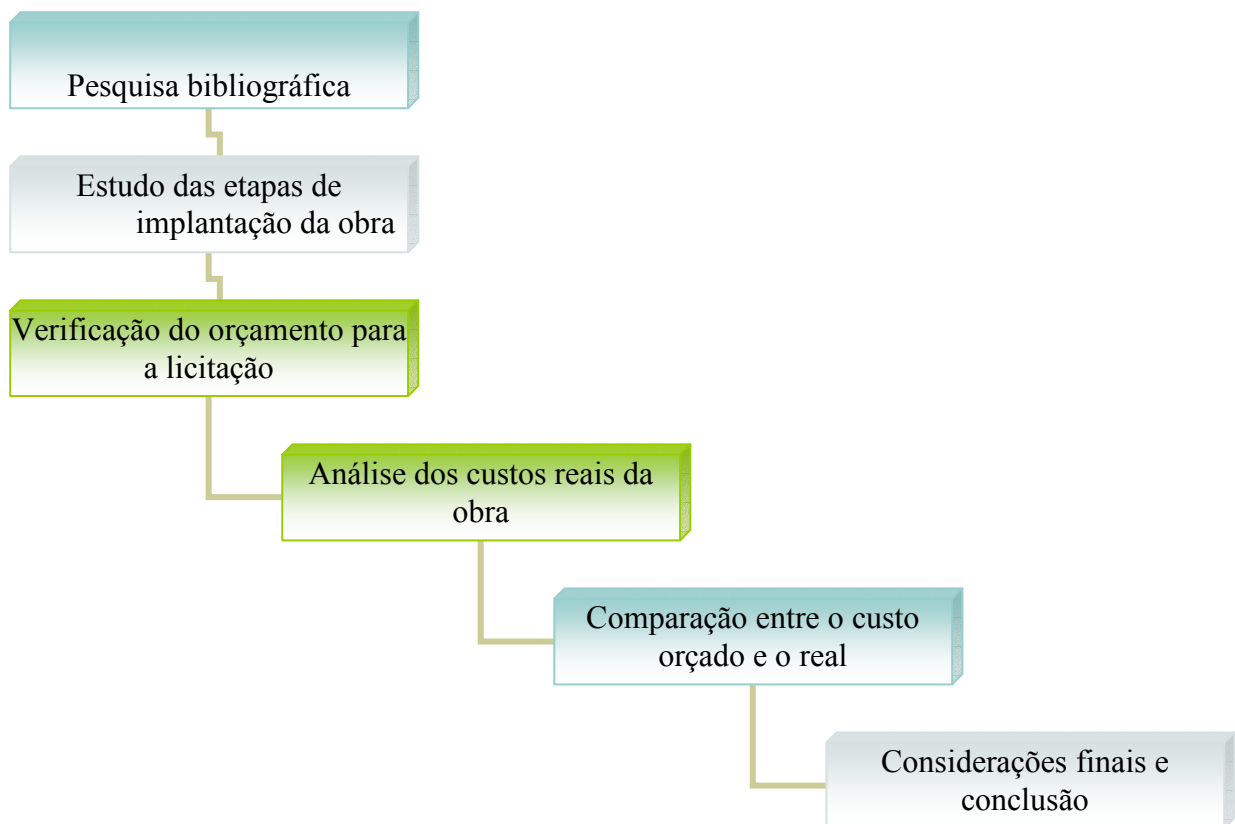 Pesquisa bibliográfica
Estudo das etapas de
implantação da obra
Verificação do orçamento para
a licitação
Análise dos custos reais da
obra
Comparação entre o custo
orçado e o real
Considerações finais e
conclusão